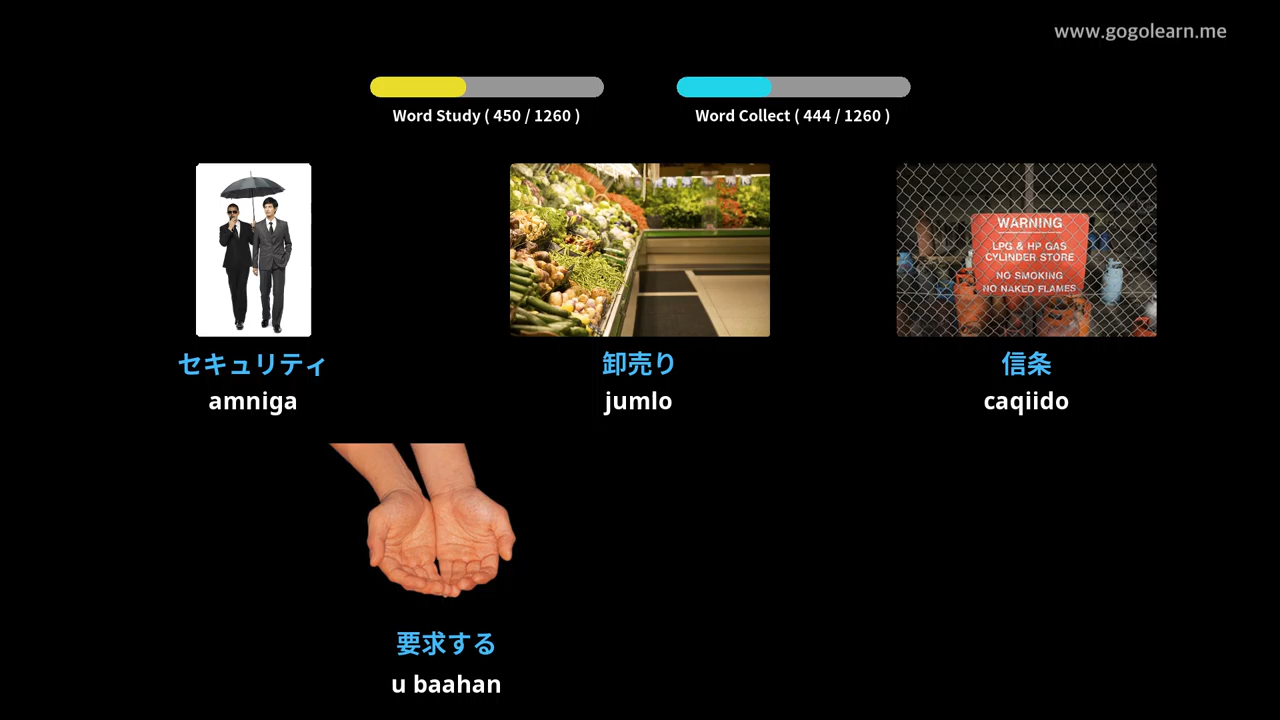 www.gogolearn.me
Word Study ( 450 / 1260 )
Word Collect ( 444 / 1260 )
WARNING
LPG & HP GAS
CYLINDER STORE
NO SMOKING
NO NAKED FLAMES
セキュリティ
amniga
卸売り
jumlo
信条
caqiido
要求する
u baahan